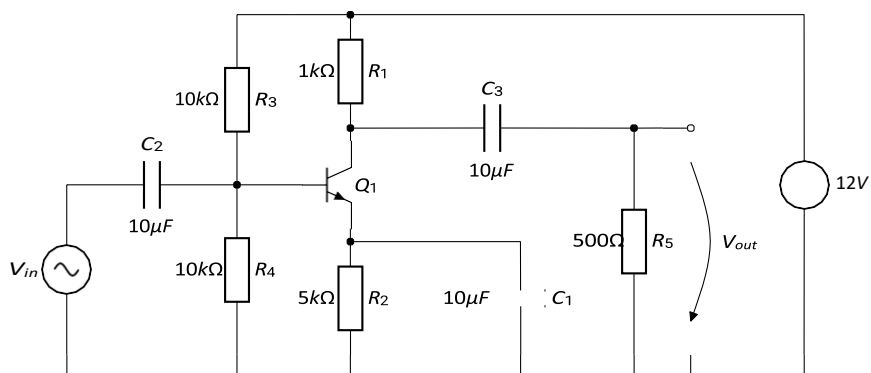 1kΩ R1
C3
10kΩ R3
C2
10μF
Q1
12V
10μF
Vin
10kΩ R4
5kΩ R2
10μF C1
500Ω R5
Vout